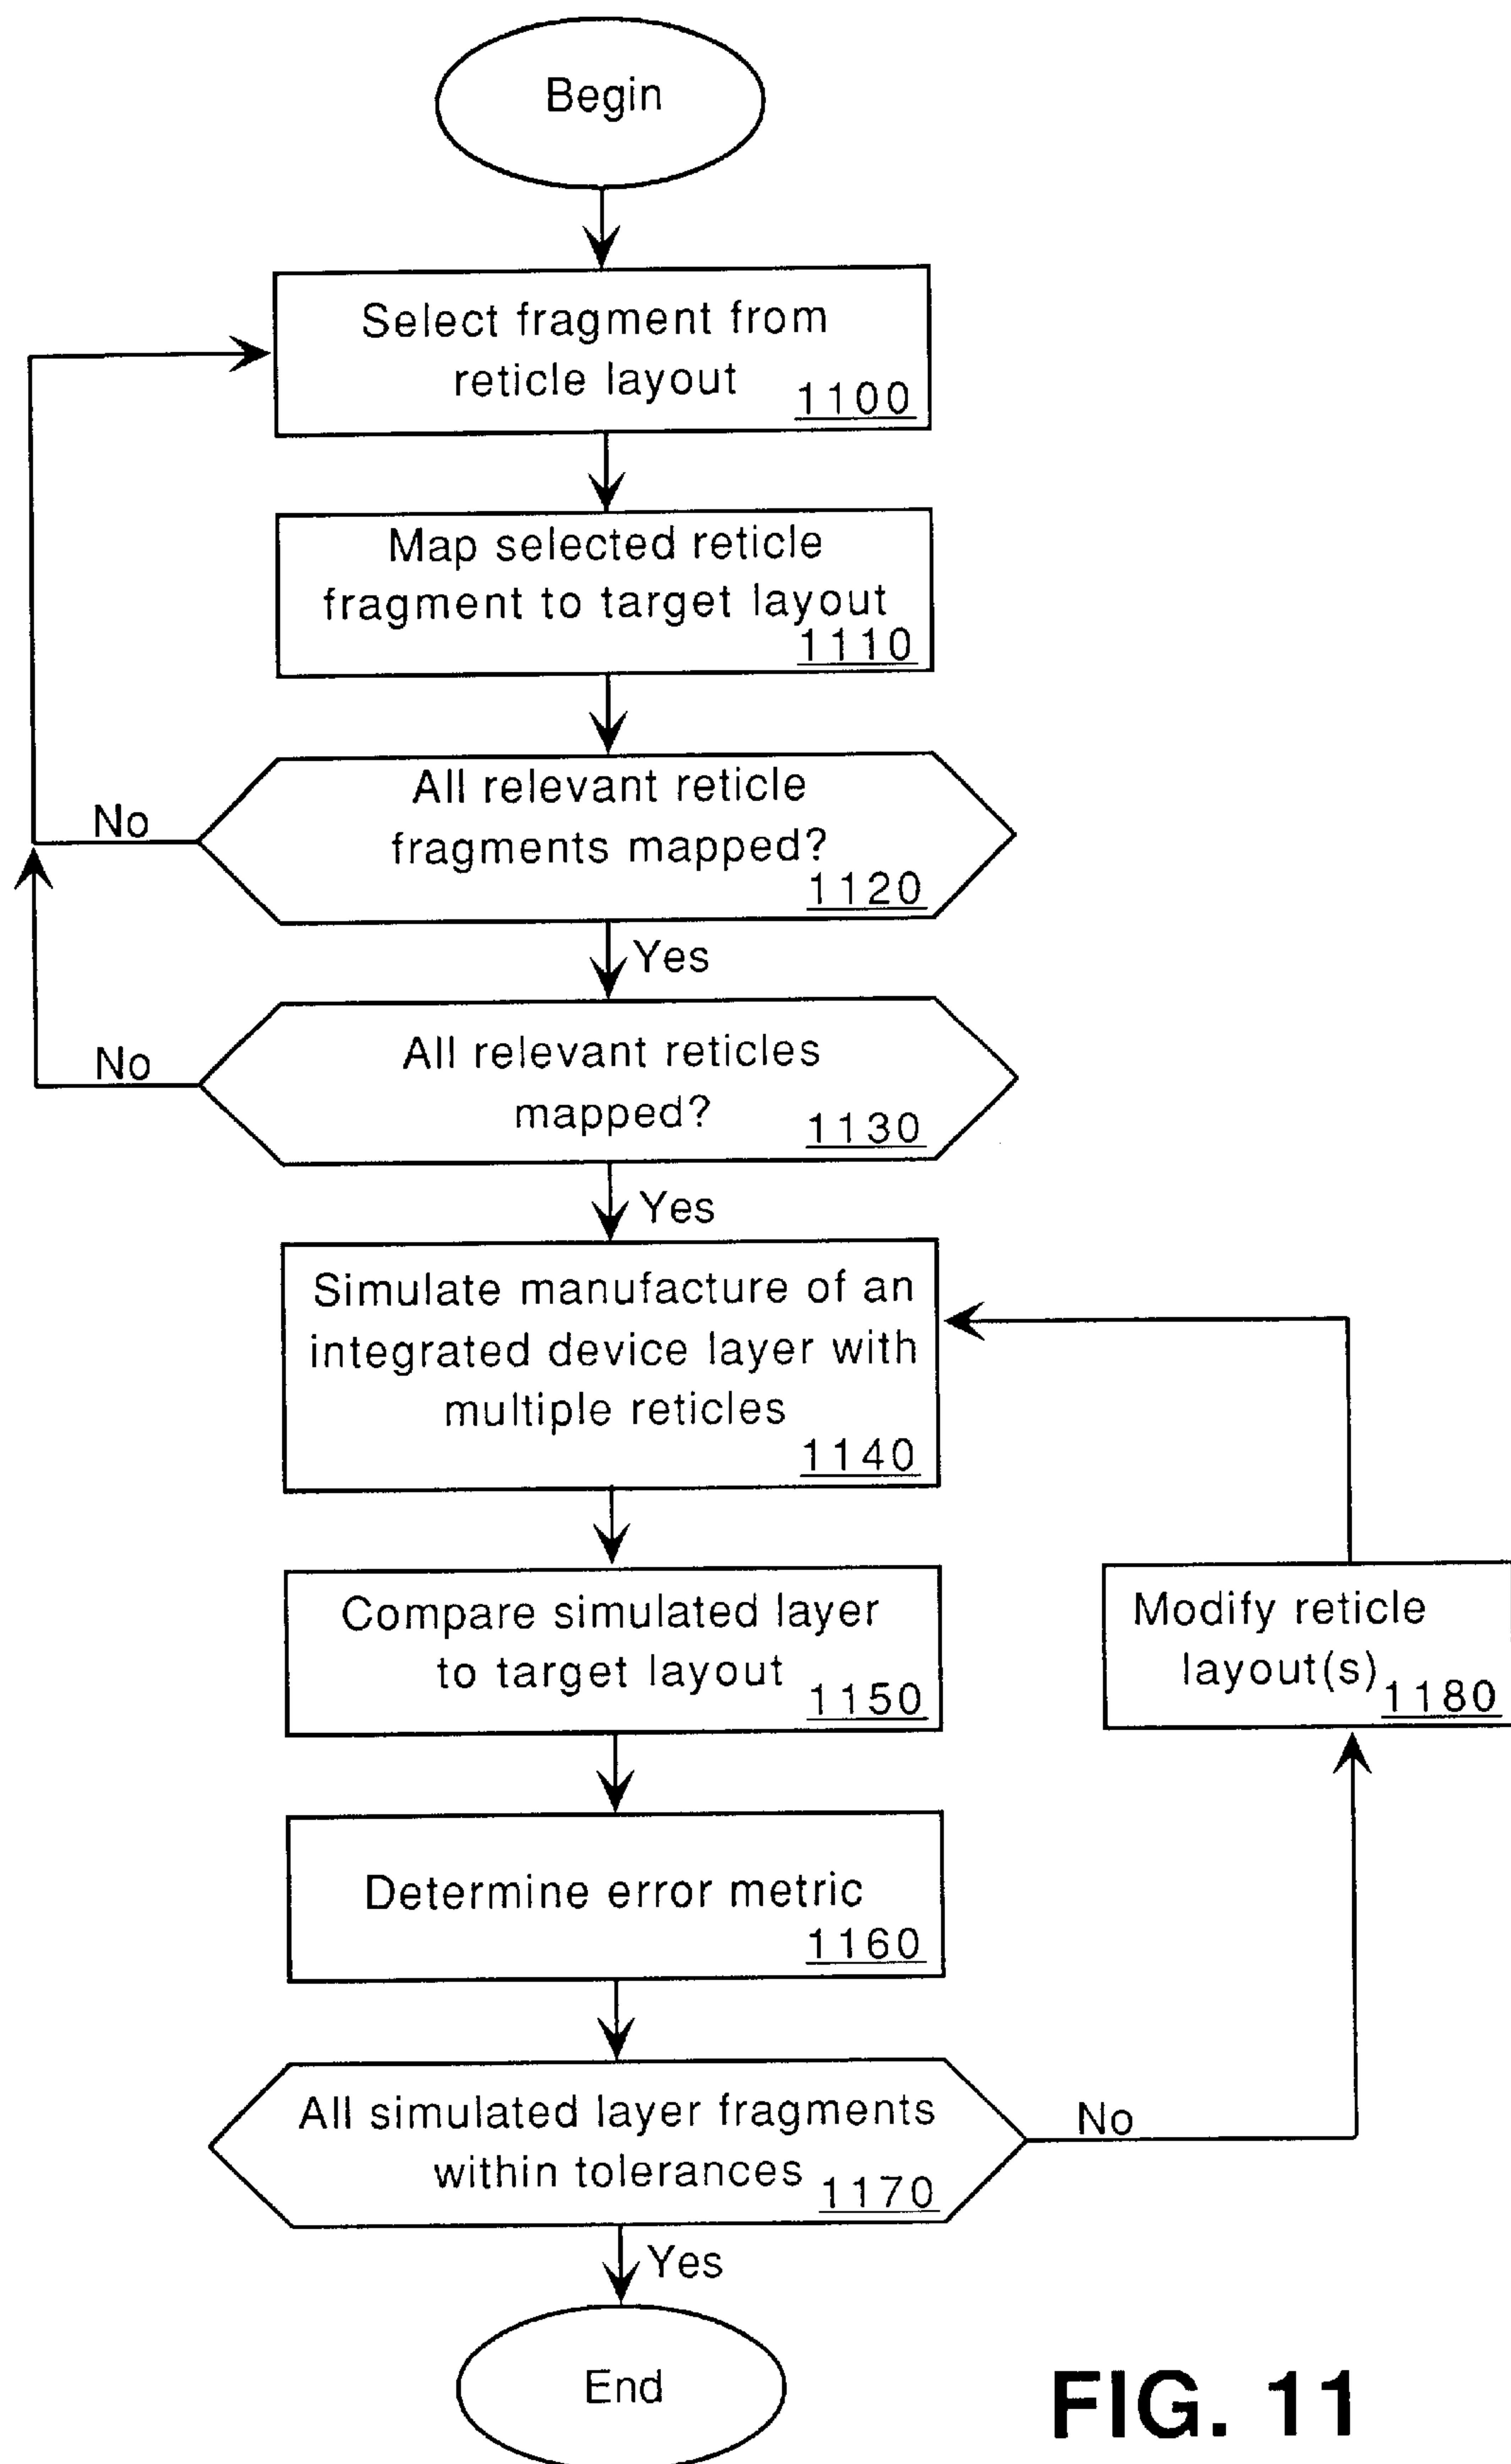 Begin
Select fragment from
reticle layout
1100
Map selected reticle
fragment to target layout
1110
All relevant reticle
fragments mapped?
1120
No
Yes
All relevant reticles
mapped?
1130
No
Yes
Simulate manufacture of an
integrated device layer with
multiple reticles
1140
Compare simulated layer
to target layout
1150
Modify reticle
layout(s)
1180
Determine error metric
1160
All simulated layer fragments
within tolerances
1170
No
Yes
End
FIG. 11